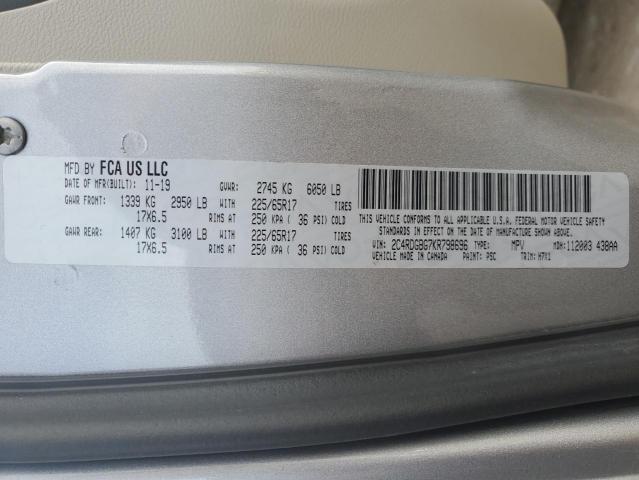 MFD BY FCA US LLC
DATE OF MFR(BUILT): 11-19 GVWR: 2745 KG 6050 LB
GAWR FRONT: 1339 KG 2950 LB WITH 225/65R17 TIRES
17X6.5 RIMS AT 250 KPA ( 36 PSI) COLD
GAWR REAR: 1407 KG 3100 LB WITH 225/65R17 TIRES
17X6.5 RIMS AT 250 KPA ( 36 PSI) COLD
THIS VEHICLE CONFORMS TO ALL APPLICABLE U.S.A. FEDERAL MOTOR VEHICLE SAFETY
STANDARDS IN EFFECT ON THE DATE OF MANUFACTURE SHOWN ABOVE.
VIN: 2C4RDGBG7KR798696 TYPE: MPV MDH: 112003 438AA
VEHICLE MADE IN CANADA PAINT: PSC TRIM: H7X1